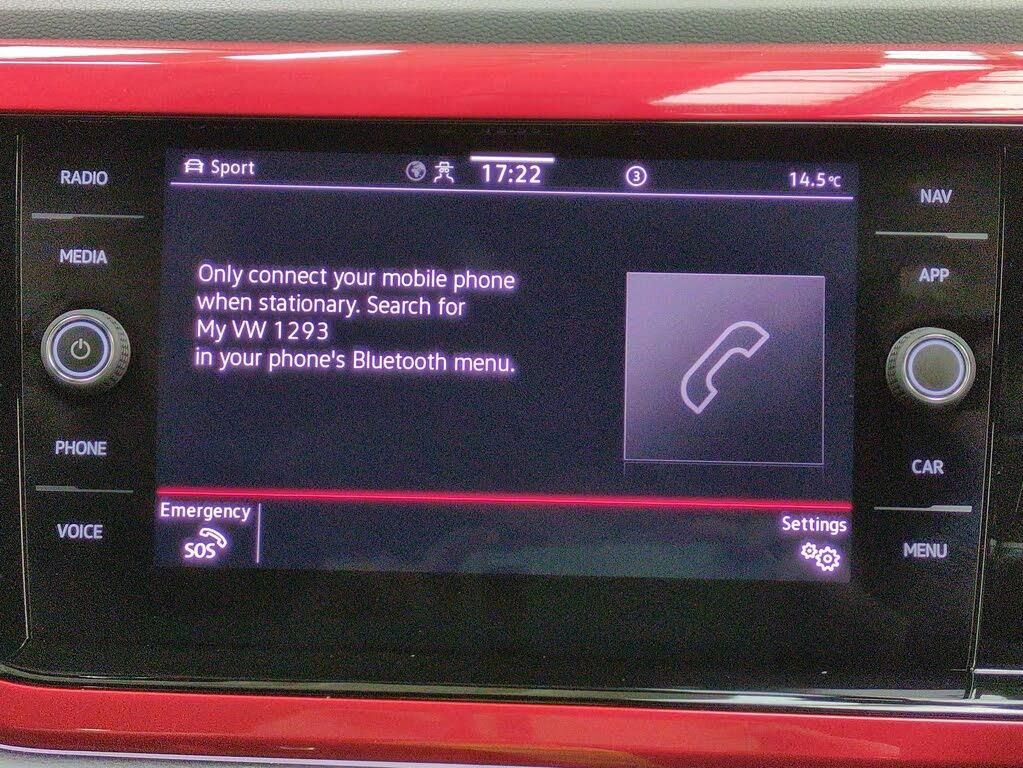 RADIO
MEDIA
PHONE
VOICE
Sport
17:22
3
14.5°C
Only connect your mobile phone
when stationary. Search for
My VW 1293
in your phone's Bluetooth menu.
Emergency
SOS
Settings
NAV
APP
CAR
MENU